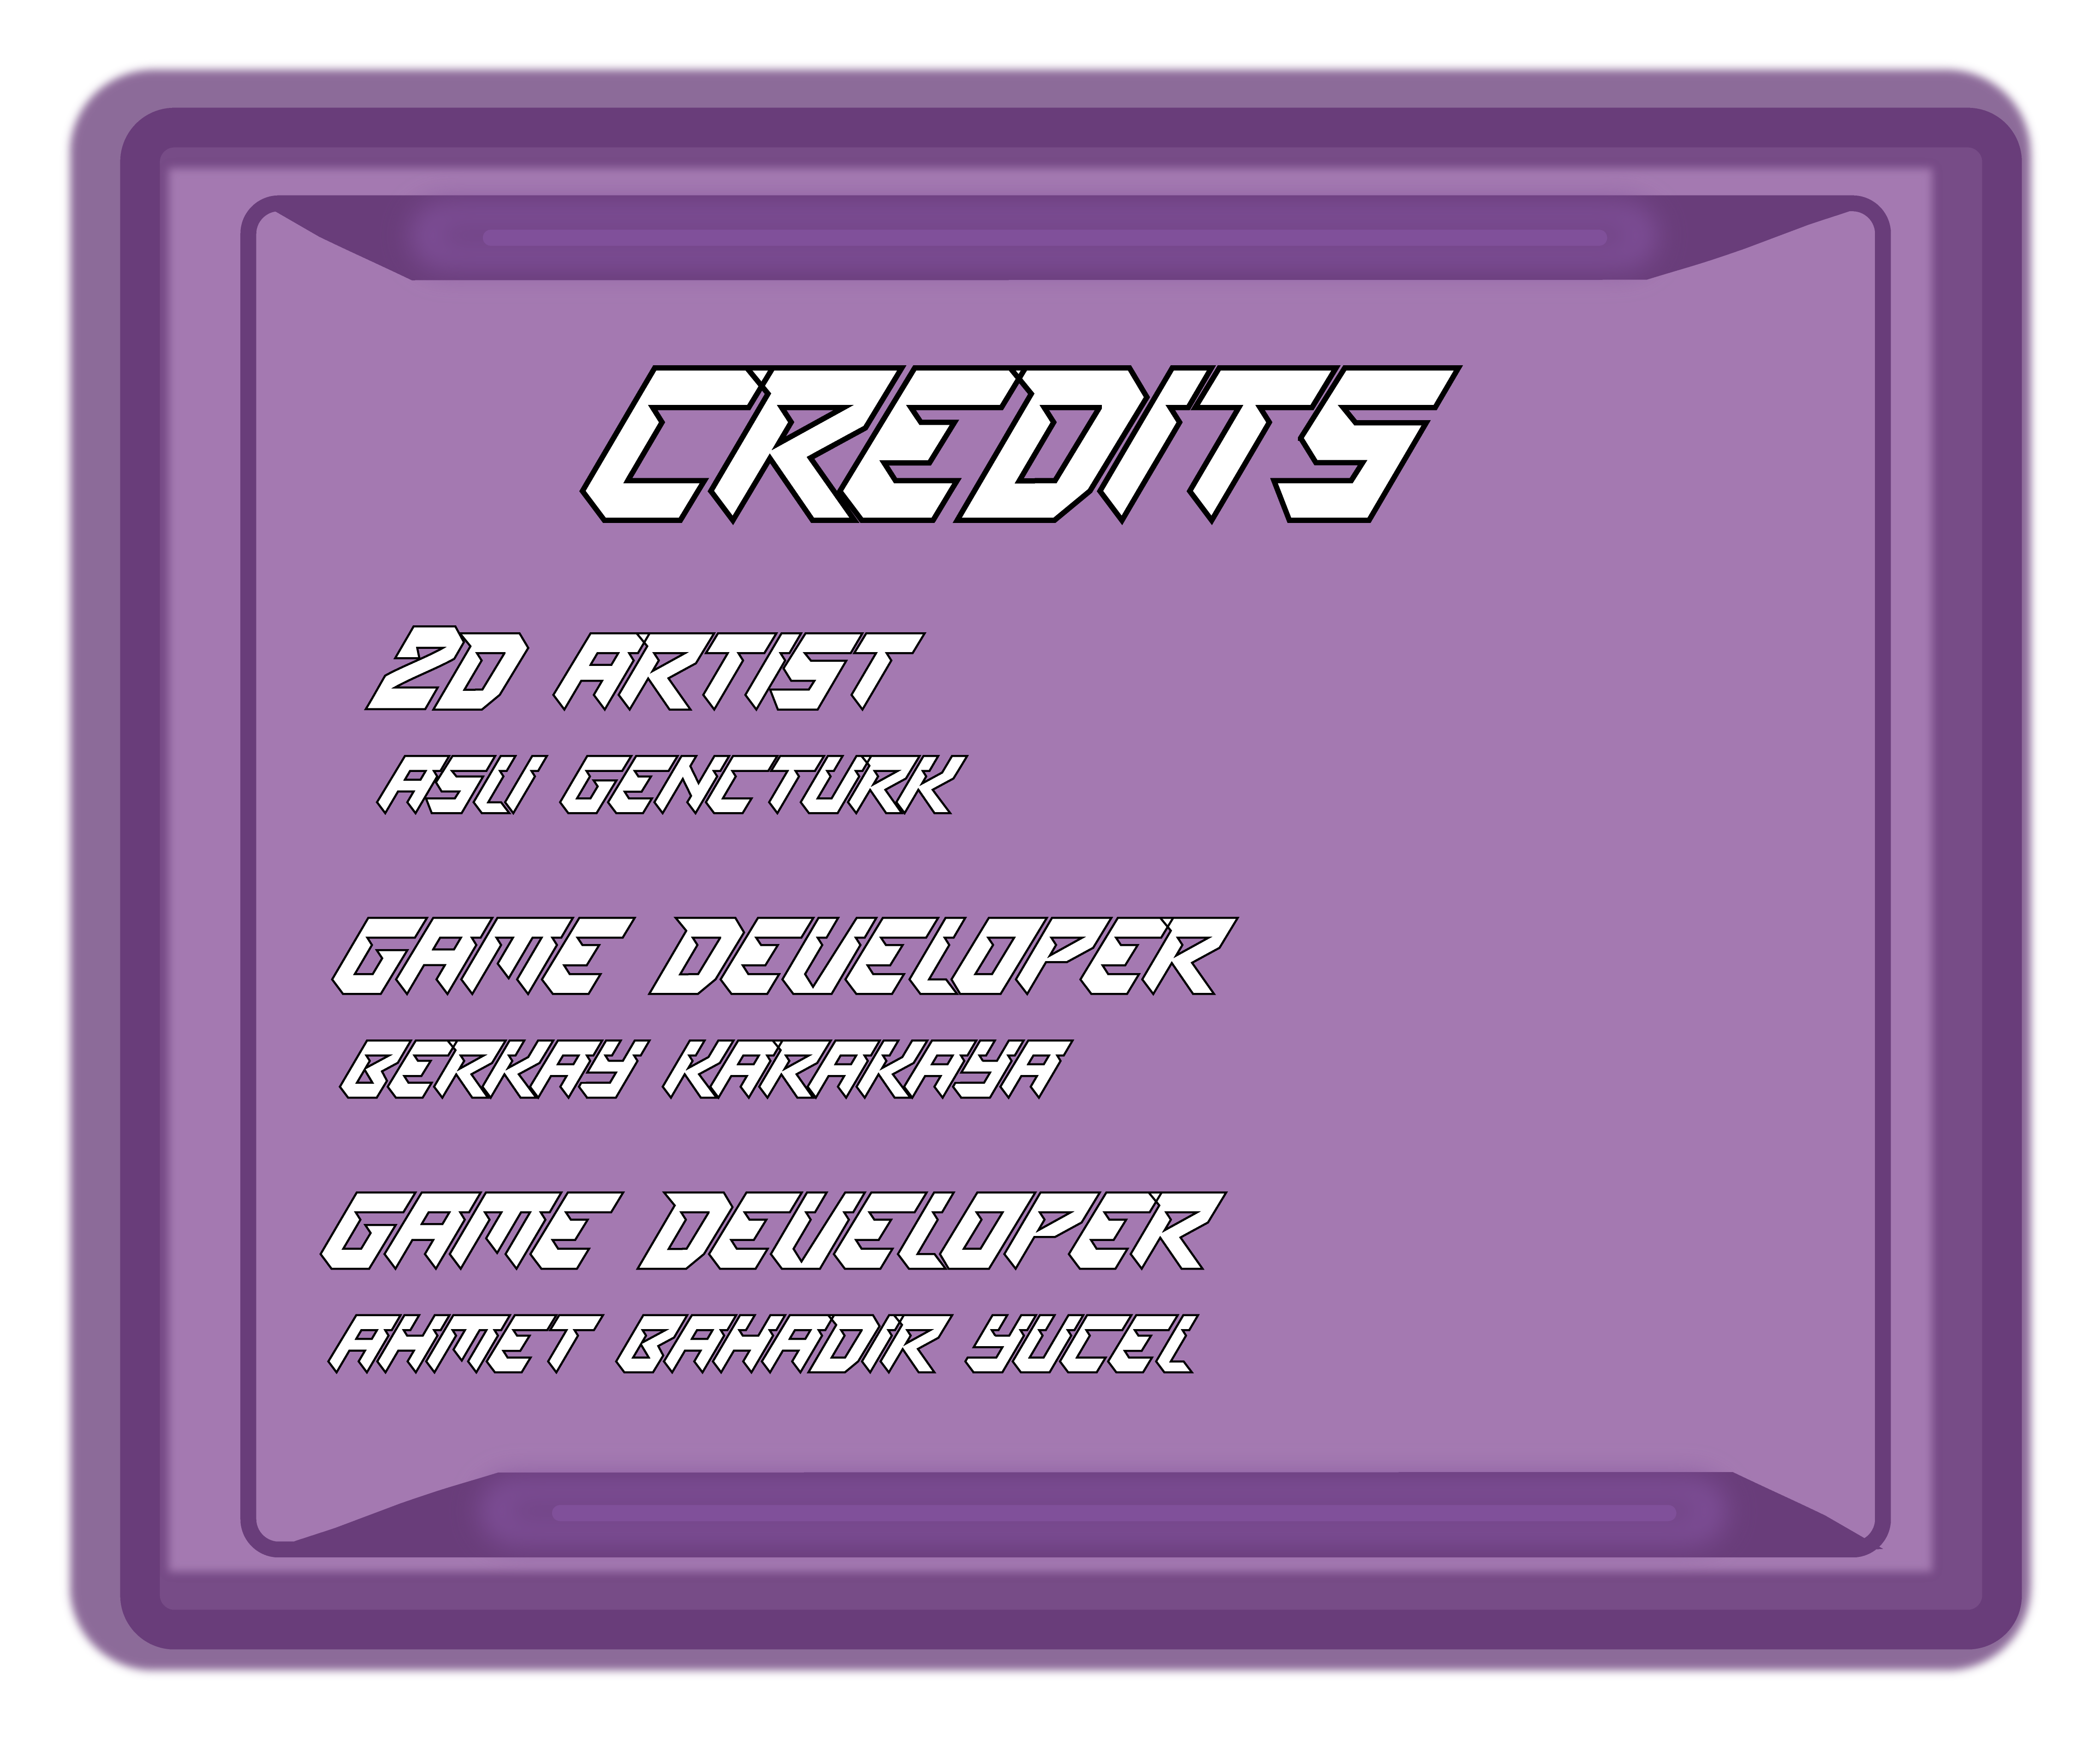 CREDITS
2D ARTIST
ASLI GENCTURK
GAME DEVELOPER
BERKAY KARAKAYA
GAME DEVELOPER
AHMET BAHADIR YUCEL